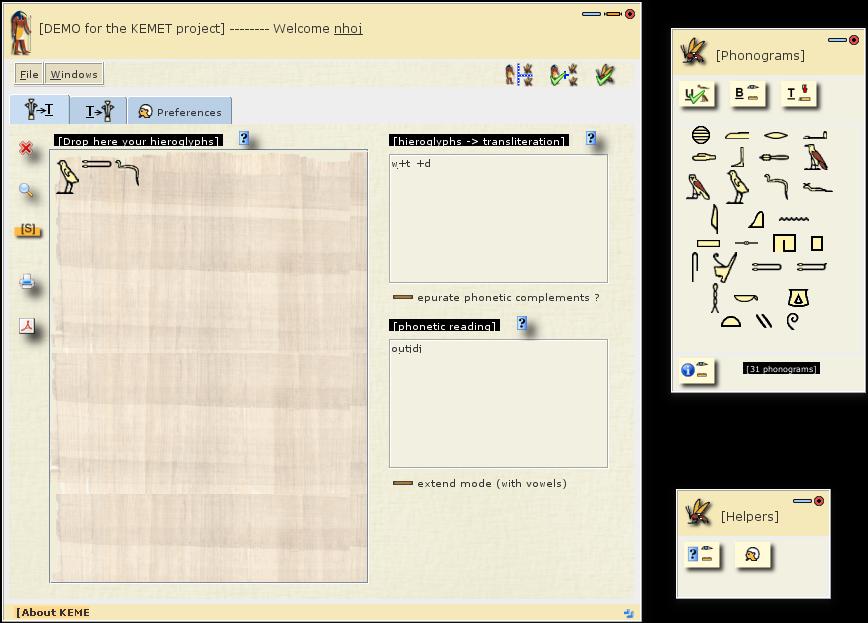 [DEMO for the KEMET project] -------- Welcome nhoj
File
Windows
Preferences
[Drop here your hieroglyphs]
[S]
[hieroglyphs -> transliteration]
epurate phonetic complements ?
[phonetic reading]
extend mode (with vowels)
[About KEME
[Phonograms]
B
T
[31 phonograms]
[Helpers]